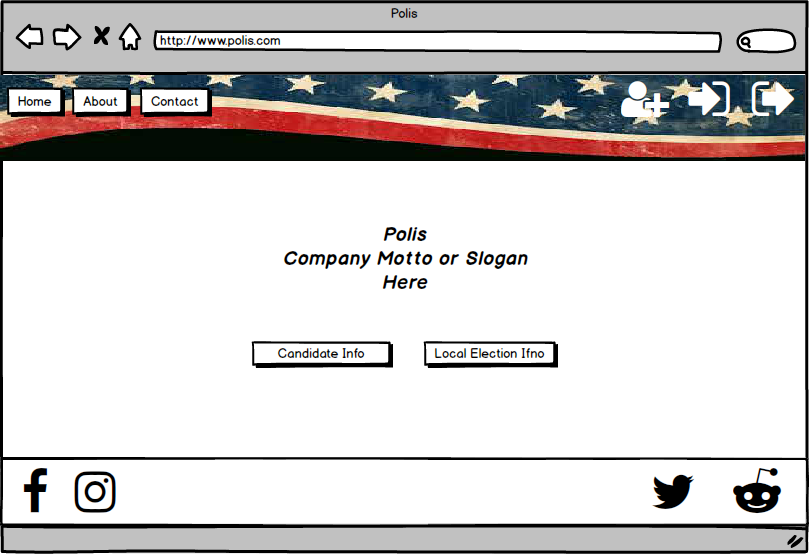 Polis
http://www.polis.com
Home About Contact
Polis
Company Motto or Slogan
Here
Candidate Info Local Election Ifno